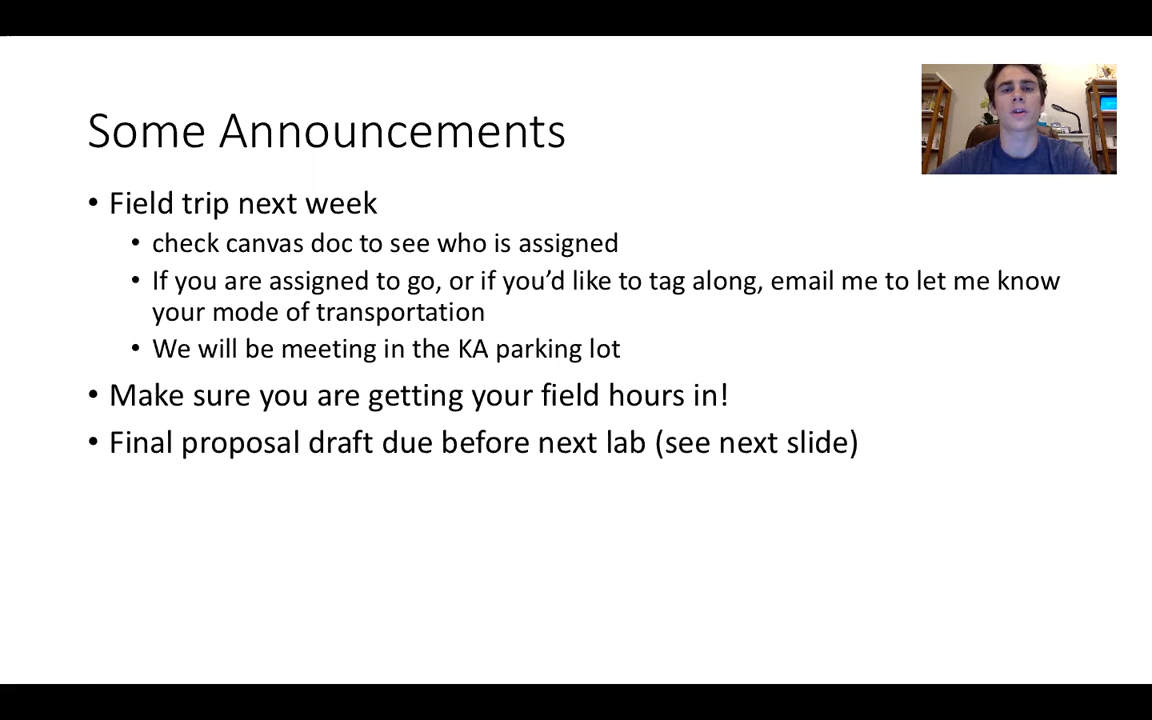 Some Announcements
• Field trip next week
• check canvas doc to see who is assigned
• If you are assigned to go, or if you’d like to tag along, email me to let me know
your mode of transportation
• We will be meeting in the KA parking lot
• Make sure you are getting your field hours in!
• Final proposal draft due before next lab (see next slide)